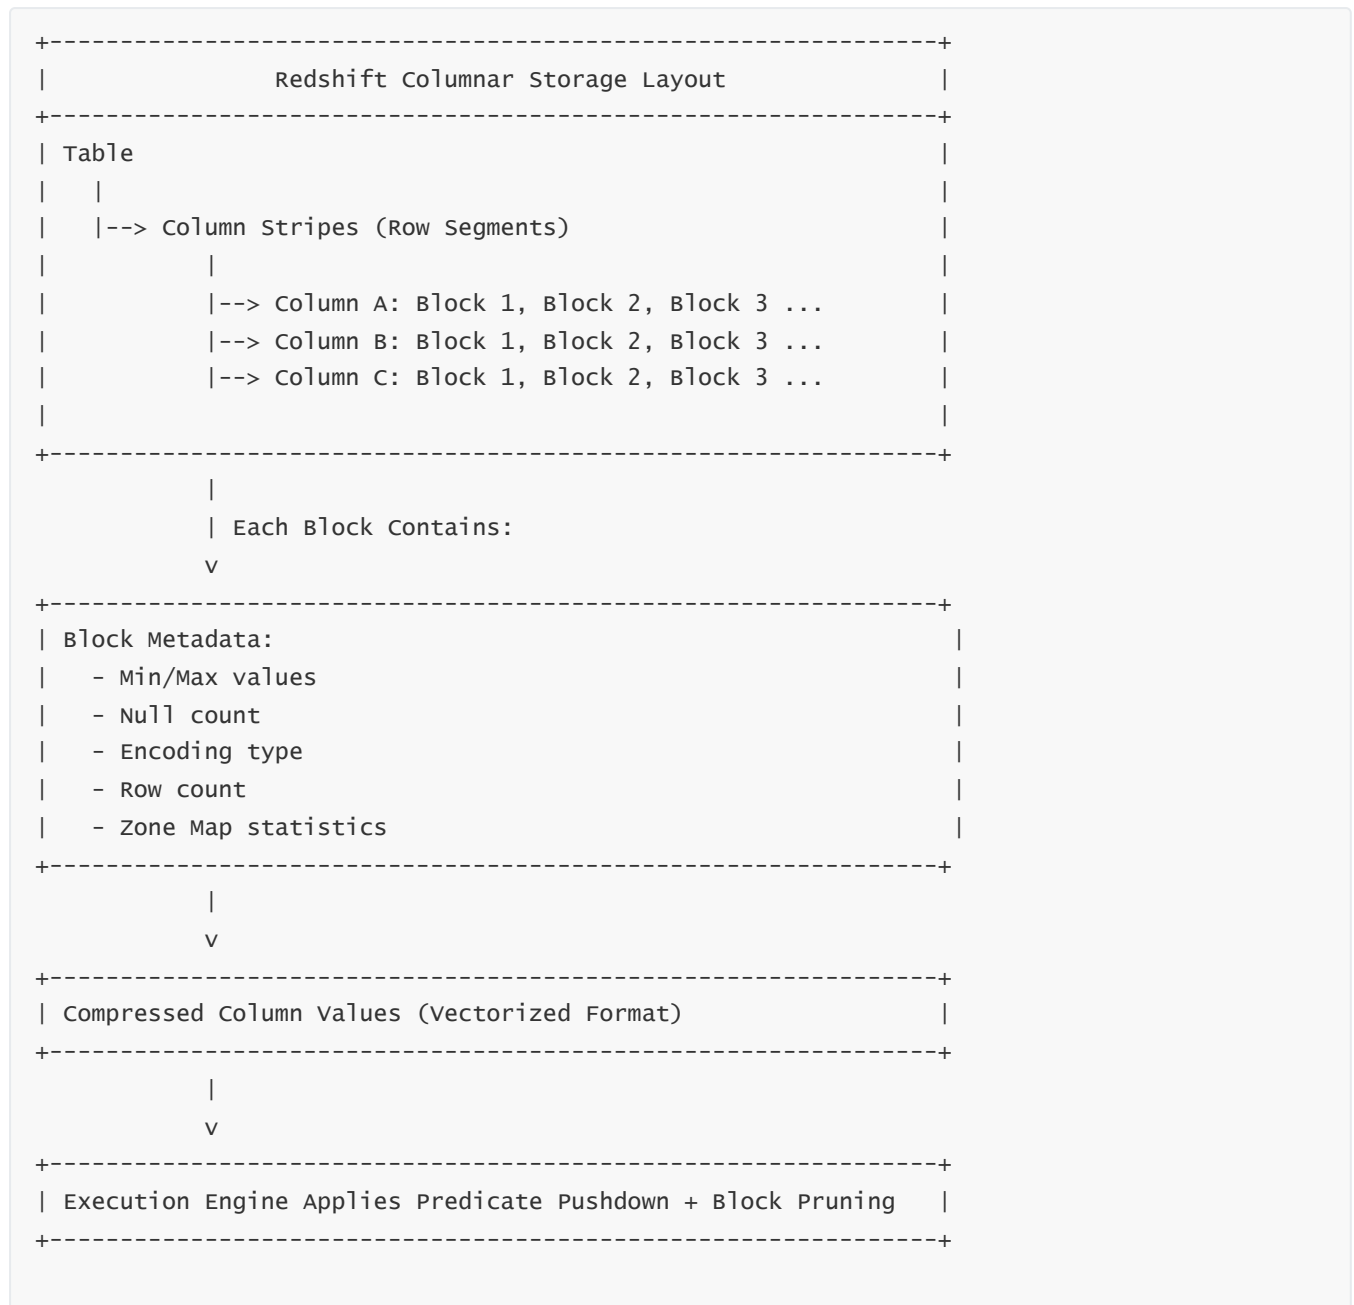 +---------------------------------------------------------------+
|                Redshift Columnar Storage Layout               |
+---------------------------------------------------------------+
| Table                                                         |
|   |                                                           |
|   |--> Column Stripes (Row Segments)                          |
|           |                                                   |
|           |--> Column A: Block 1, Block 2, Block 3 ...        |
|           |--> Column B: Block 1, Block 2, Block 3 ...        |
|           |--> Column C: Block 1, Block 2, Block 3 ...        |
|                                                               |
+---------------------------------------------------------------+
            |
            | Each Block Contains:
            v
+---------------------------------------------------------------+
| Block Metadata:                                                |
|   - Min/Max values                                             |
|   - Null count                                                 |
|   - Encoding type                                              |
|   - Row count                                                  |
|   - Zone Map statistics                                        |
+---------------------------------------------------------------+
            |
            v
+---------------------------------------------------------------+
| Compressed Column Values (Vectorized Format)                  |
+---------------------------------------------------------------+
            |
            v
+---------------------------------------------------------------+
| Execution Engine Applies Predicate Pushdown + Block Pruning   |
+---------------------------------------------------------------+